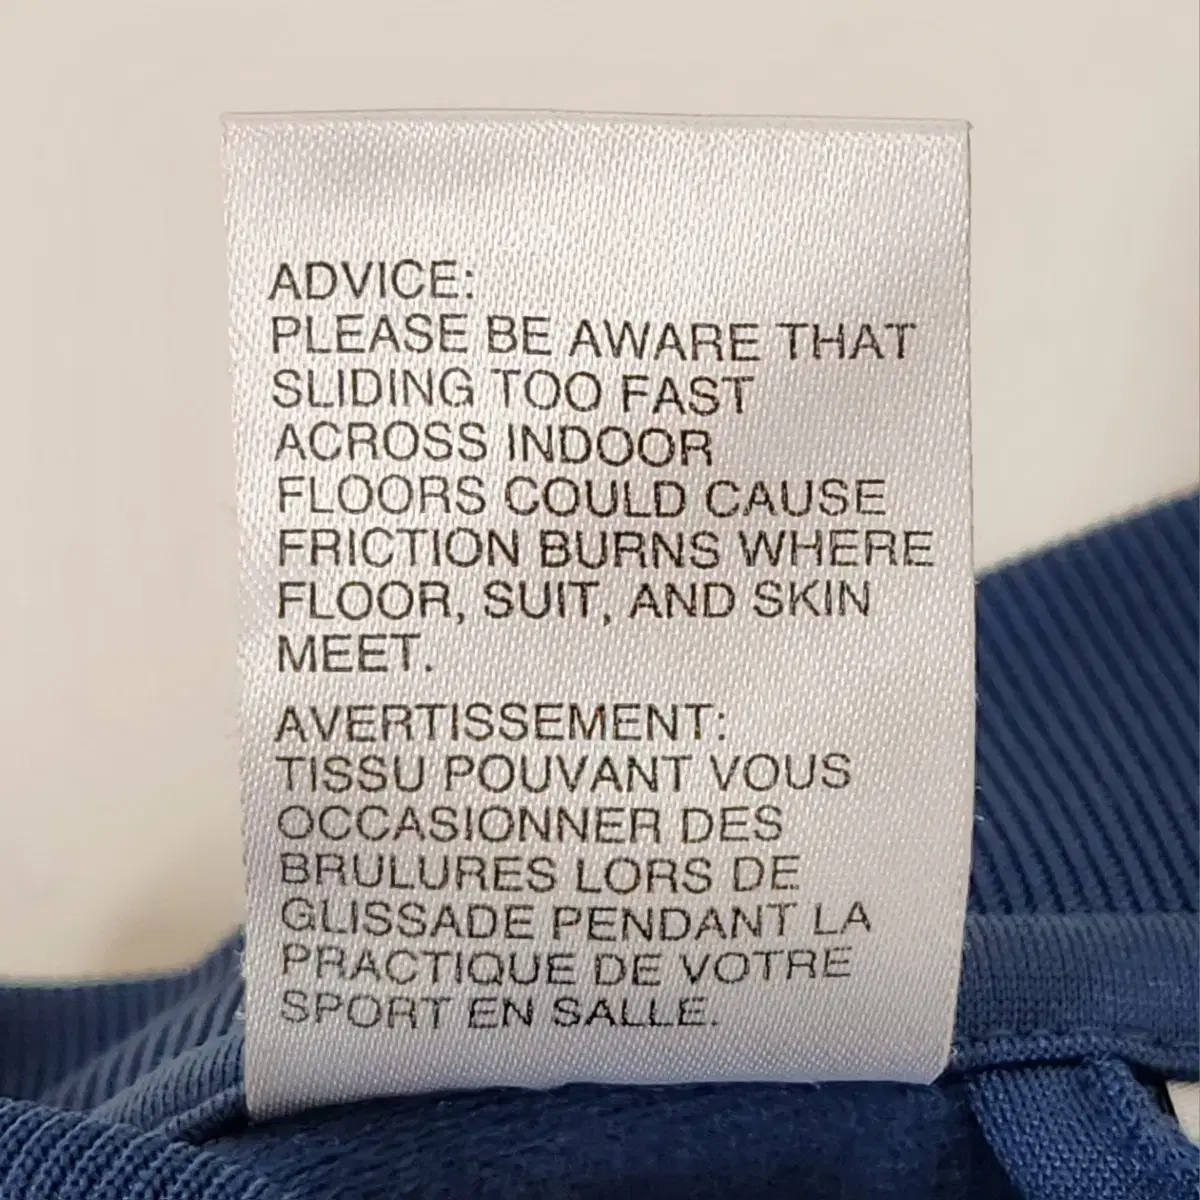 ADVICE:
PLEASE BE AWARE THAT
SLIDING TOO FAST
ACROSS INDOOR
FLOORS COULD CAUSE
FRICTION BURNS WHERE
FLOOR, SUIT, AND SKIN
MEET.
AVERTISSEMENT:
TISSU POUVANT VOUS
OCCASIONNER DES
BRULURES LORS DE
GLISSADE PENDANT LA
PRACTIQUE DE VOTRE
SPORT EN SALLE.